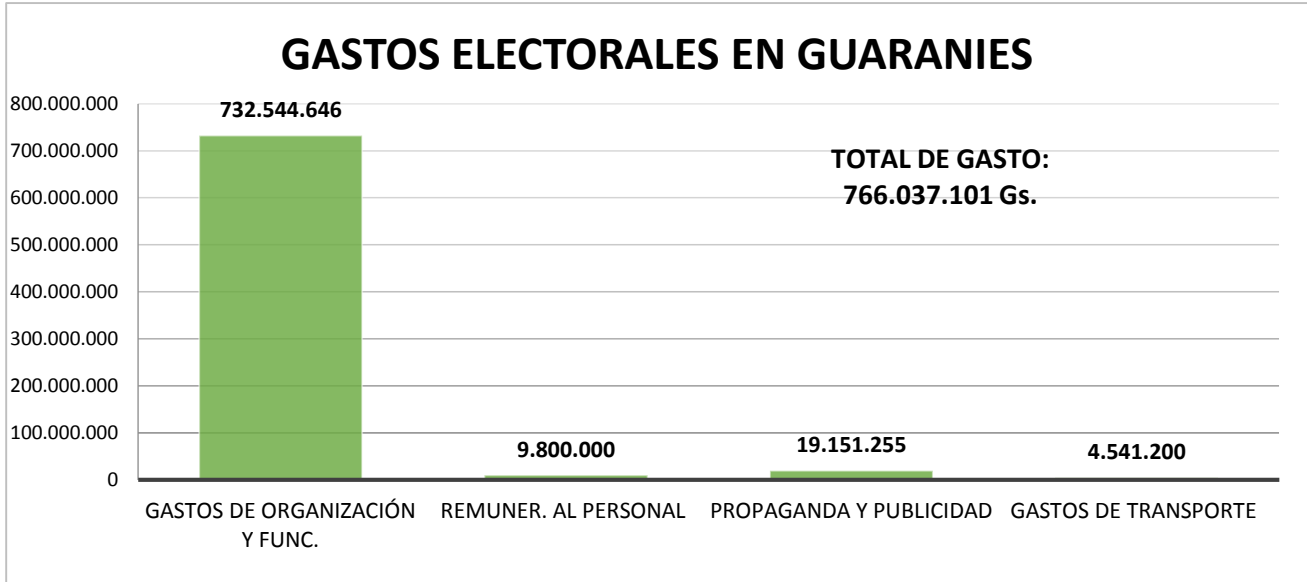 GASTOS ELECTORALES EN GUARANIES
800.000.000
700.000.000
600.000.000
500.000.000
400.000.000
300.000.000
200.000.000
100.000.000
0
732.544.646
9.800.000
19.151.255
4.541.200
TOTAL DE GASTO:
766.037.101 Gs.
GASTOS DE ORGANIZACIÓN
Y FUNC.
REMUNER. AL PERSONAL
PROPAGANDA Y PUBLICIDAD
GASTOS DE TRANSPORTE